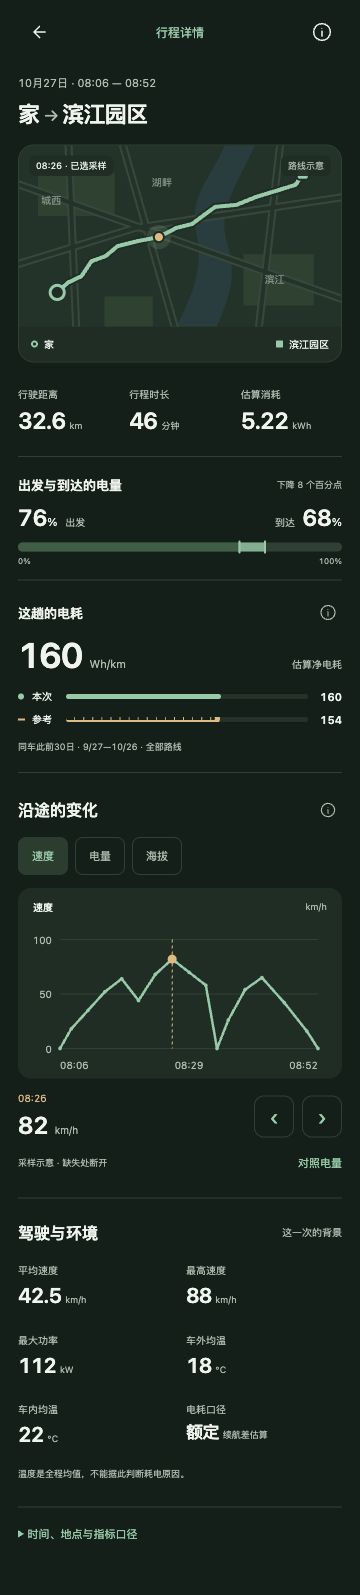 行程详情
10月27日 · 08:06 — 08:52
家 → 滨江园区
08:26 · 已选采样
路线示意
湖畔
城西
滨江
家
滨江园区
行驶距离 行程时长 估算消耗
32.6 km 46 分钟 5.22 kWh
出发与到达的电量 下降 8 个百分点
76% 出发 到达 68%
0% 100%
这趟的电耗
160 Wh/km 估算净电耗
本次 160
参考 154
同车此前30日 · 9/27—10/26 · 全部路线
沿途的变化
速度 电量 海拔
速度 km/h
100
50
0
08:06 08:29 08:52
08:26
82 km/h
采样示意 · 缺失处断开 对照电量
驾驶与环境 这一次的背景
平均速度 最高速度
42.5 km/h 88 km/h
最大功率 车外均温
112 kW 18 °C
车内均温 电耗口径
22 °C 额定 续航差估算
温度是全程均值，不能据此判断耗电原因。
时间、地点与指标口径